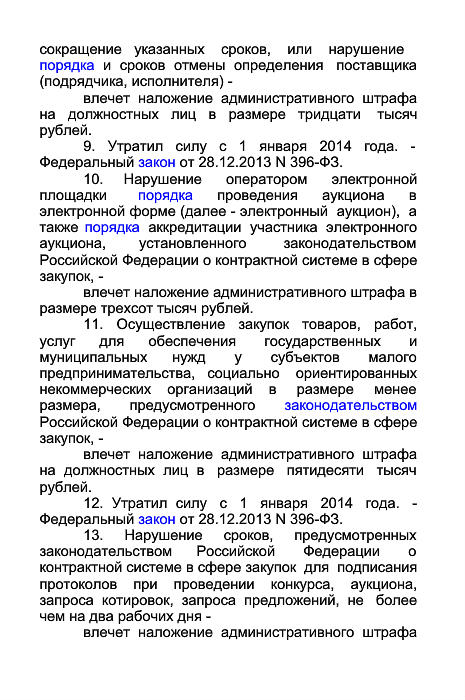 сокращение указанных сроков, или нарушение
порядка и сроков отмены определения поставщика
(подрядчика, исполнителя) -
влечет наложение административного штрафа
на должностных лиц в размере тридцати тысяч
рублей.
9. Утратил силу с 1 января 2014 года. -
Федеральный закон от 28.12.2013 N 396-ФЗ.
10. Нарушение оператором электронной
площадки порядка проведения аукциона в
электронной форме (далее - электронный аукцион), а
также порядка аккредитации участника электронного
аукциона, установленного законодательством
Российской Федерации о контрактной системе в сфере
закупок, -
влечет наложение административного штрафа в
размере трехсот тысяч рублей.
11. Осуществление закупок товаров, работ,
услуг для обеспечения государственных и
муниципальных нужд у субъектов малого
предпринимательства, социально ориентированных
некоммерческих организаций в размере менее
размера, предусмотренного законодательством
Российской Федерации о контрактной системе в сфере
закупок, -
влечет наложение административного штрафа
на должностных лиц в размере пятидесяти тысяч
рублей.
12. Утратил силу с 1 января 2014 года. -
Федеральный закон от 28.12.2013 N 396-ФЗ.
13. Нарушение сроков, предусмотренных
законодательством Российской Федерации о
контрактной системе в сфере закупок для подписания
протоколов при проведении конкурса, аукциона,
запроса котировок, запроса предложений, не более
чем на два рабочих дня -
влечет наложение административного штрафа